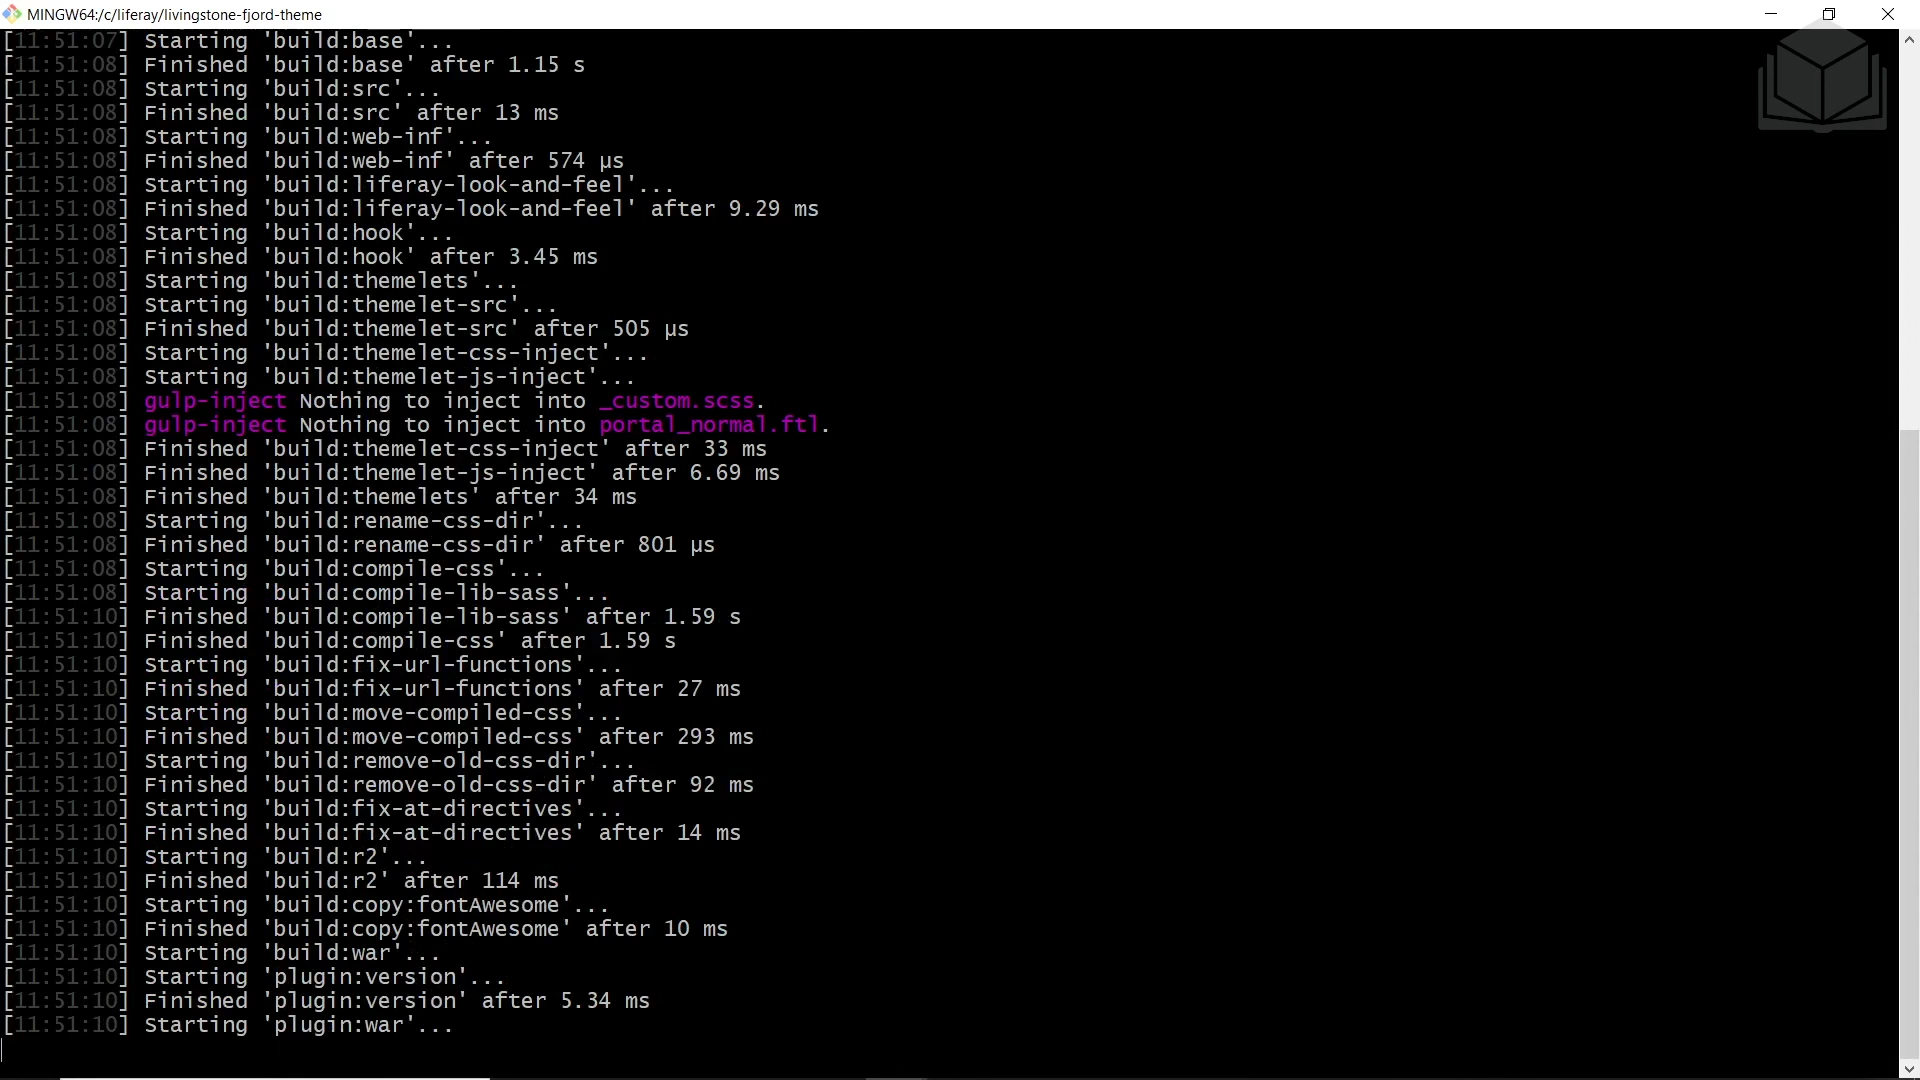 MINGW64:/c/liferay/livingstone-fjord-theme
[11:51:07] Starting 'build:base'...
[11:51:08] Finished 'build:base' after 1.15 s
[11:51:08] Starting 'build:src'...
[11:51:08] Finished 'build:src' after 13 ms
[11:51:08] Starting 'build:web-inf'...
[11:51:08] Finished 'build:web-inf' after 574 μs
[11:51:08] Starting 'build:liferay-look-and-feel'...
[11:51:08] Finished 'build:liferay-look-and-feel' after 9.29 ms
[11:51:08] Starting 'build:hook'...
[11:51:08] Finished 'build:hook' after 3.45 ms
[11:51:08] Starting 'build:themelets'...
[11:51:08] Starting 'build:themelet-src'...
[11:51:08] Finished 'build:themelet-src' after 505 μs
[11:51:08] Starting 'build:themelet-css-inject'...
[11:51:08] Starting 'build:themelet-js-inject'...
[11:51:08] gulp-inject Nothing to inject into _custom.scss.
[11:51:08] gulp-inject Nothing to inject into portal_normal.ftl.
[11:51:08] Finished 'build:themelet-css-inject' after 33 ms
[11:51:08] Finished 'build:themelet-js-inject' after 6.69 ms
[11:51:08] Finished 'build:themelets' after 34 ms
[11:51:08] Starting 'build:rename-css-dir'...
[11:51:08] Finished 'build:rename-css-dir' after 801 μs
[11:51:08] Starting 'build:compile-css'...
[11:51:08] Starting 'build:compile-lib-sass'...
[11:51:10] Finished 'build:compile-lib-sass' after 1.59 s
[11:51:10] Finished 'build:compile-css' after 1.59 s
[11:51:10] Starting 'build:fix-url-functions'...
[11:51:10] Finished 'build:fix-url-functions' after 27 ms
[11:51:10] Starting 'build:move-compiled-css'...
[11:51:10] Finished 'build:move-compiled-css' after 293 ms
[11:51:10] Starting 'build:remove-old-css-dir'...
[11:51:10] Finished 'build:remove-old-css-dir' after 92 ms
[11:51:10] Starting 'build:fix-at-directives'...
[11:51:10] Finished 'build:fix-at-directives' after 14 ms
[11:51:10] Starting 'build:r2'...
[11:51:10] Finished 'build:r2' after 114 ms
[11:51:10] Starting 'build:copy:fontAwesome'...
[11:51:10] Finished 'build:copy:fontAwesome' after 10 ms
[11:51:10] Starting 'build:war'...
[11:51:10] Starting 'plugin:version'...
[11:51:10] Finished 'plugin:version' after 5.34 ms
[11:51:10] Starting 'plugin:war'...